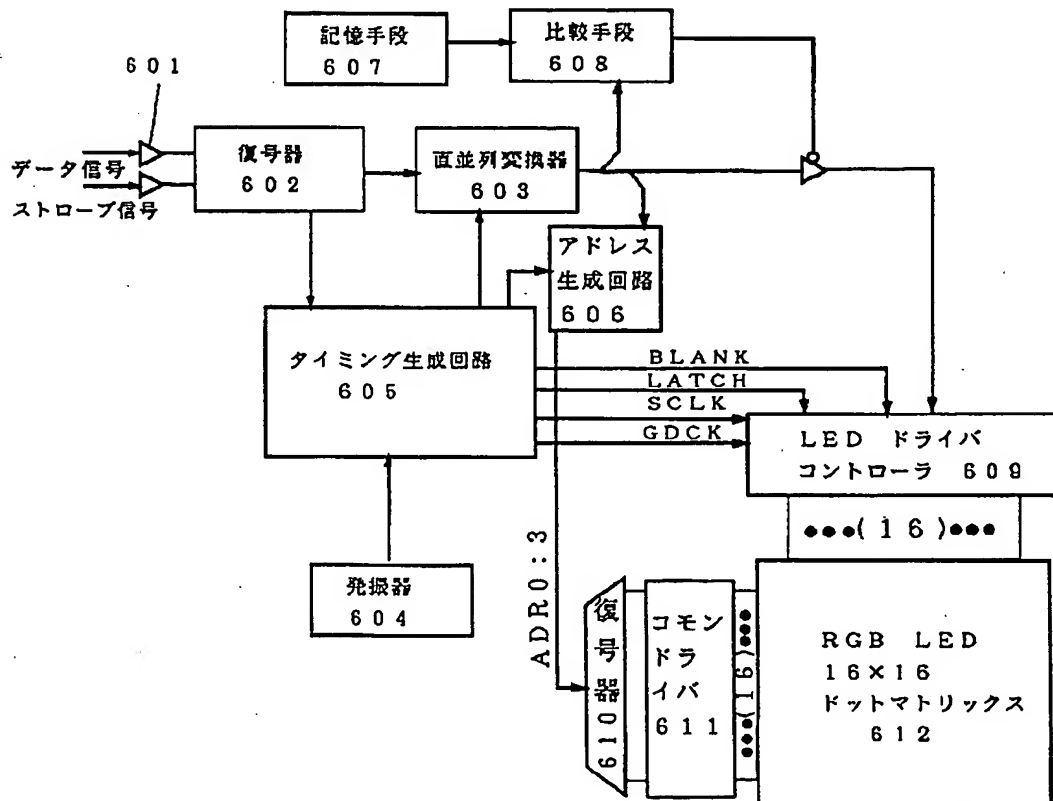 記憶手段
607
比較手段
608
601
データ信号
ストローブ信号
復号器
602
直並列変換器
603
アドレス
生成回路
606
タイミング生成回路
605
BLANK
LATCH
SCLK
GDCK
LED ドライバ
コントローラ 609
●●●(16)●●●
発振器
604
ADR0:3
復号器
610
コモン
ドラ
イバ
611
●●●(16)●●●
RGB LED
16×16
ドットマトリックス
612